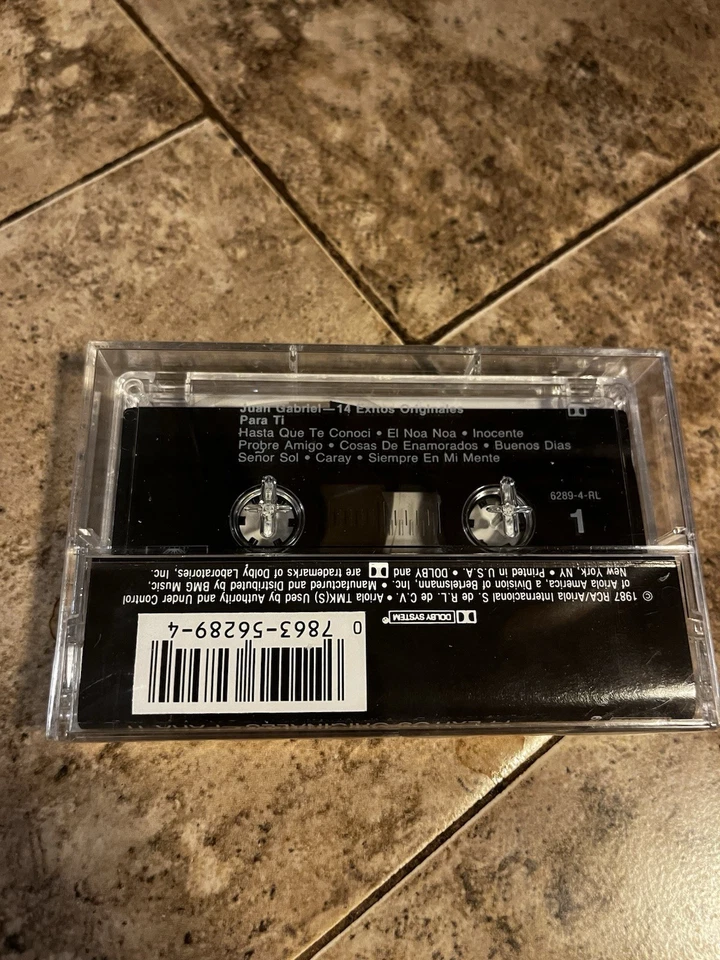 Juan Gabriel—14 Exitos Originales
Para Ti
Hasta Que Te Conoci • El Noa Noa • Inocente
Probre Amigo • Cosas De Enamorados • Buenos Dias
Señor Sol • Caray • Siempre En Mi Mente
6289-4-RL
1
© 1987 RCA/Ariola Internacional S. de R.L. de C.V. • Ariola TMK(S) Used by Authority and Under Control
of Ariola America, a Division of Bertelsmann, Inc. • Manufactured and Distributed by BMG Music,
New York, NY • Printed in U.S.A. • DOLBY and are trademarks of Dolby Laboratories, Inc.
DOLBY SYSTEM®
0 7863-56289-4